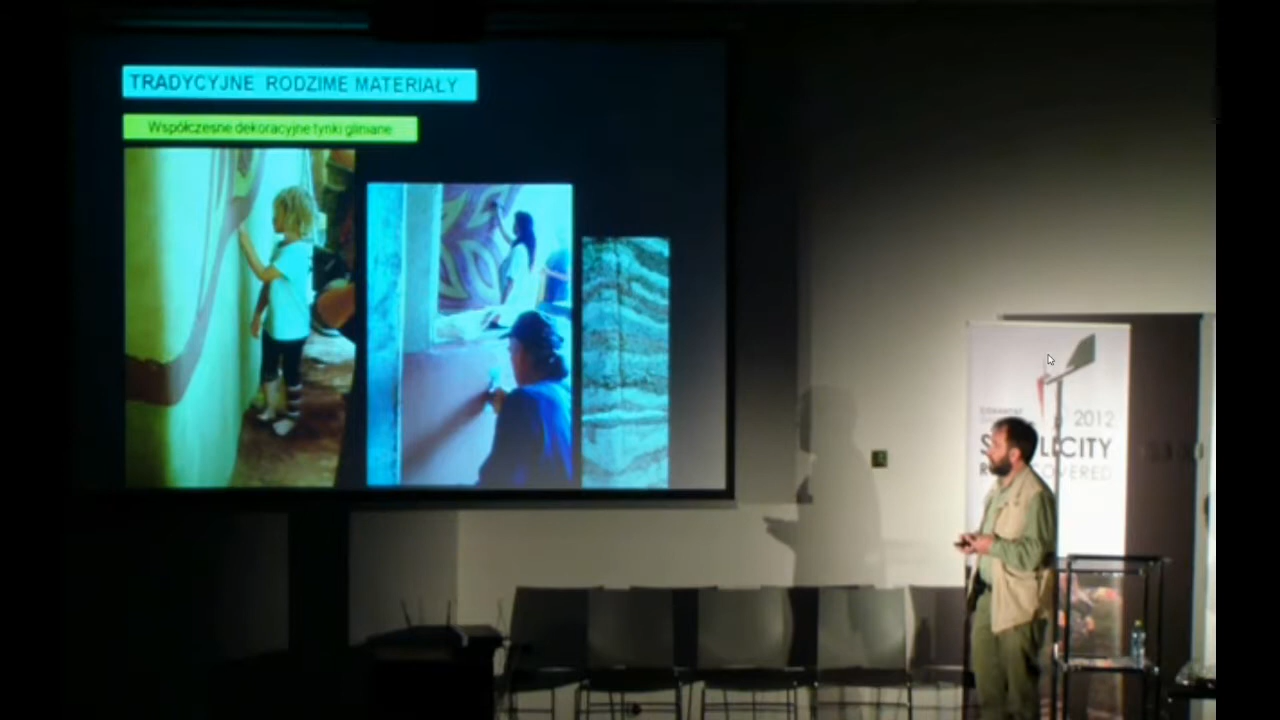 TRADYCYJNE RODZIME MATERIAŁY
Współczesne dekoracyjne tynki gliniane
2012